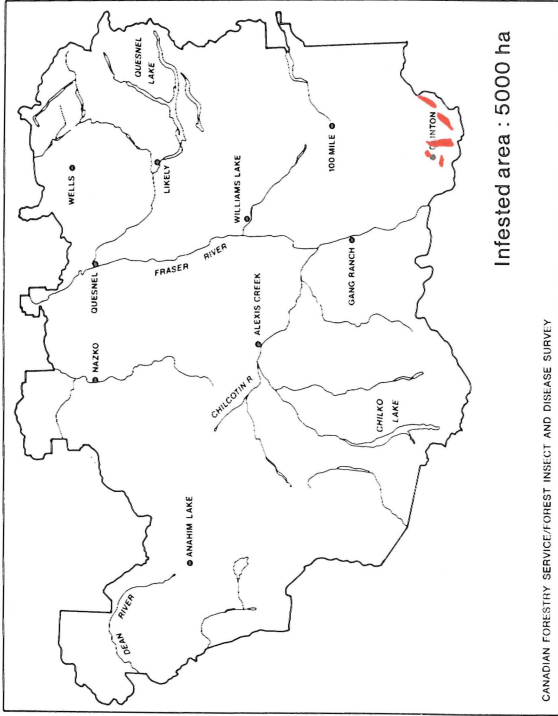 QUESNEL
LAKE
WELLS
LIKELY
QUESNEL
NAZKO
FRASER RIVER
WILLIAMS LAKE
100 MILE
ANAHIM LAKE
DEAN RIVER
ALEXIS CREEK
CHILCOTIN R
GANG RANCH
CHILKO
LAKE
CLINTON
Infested area : 5000 ha
CANADIAN FORESTRY SERVICE/FOREST INSECT AND DISEASE SURVEY